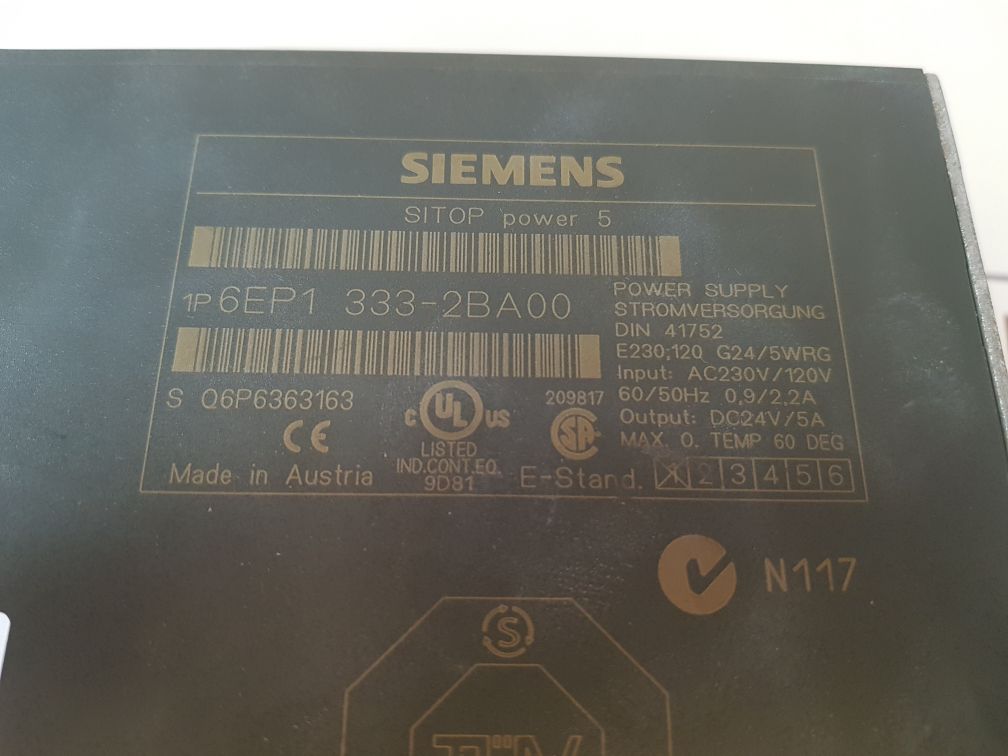 SIEMENS
SITOP power 5
1P 6EP1 333-2BA00
S Q6P6363163
Made in Austria
c UL US
LISTED
IND.CONT.EQ.
9D81
209817
SA
E-Stand. 1 2 3 4 5 6
POWER SUPPLY
STROMVERSORGUNG
DIN 41752
E230;120 G24/5WRG
Input: AC230V/120V
60/50Hz 0,9/2,2A
Output: DC24V/5A
MAX. O. TEMP 60 DEG
N117
S